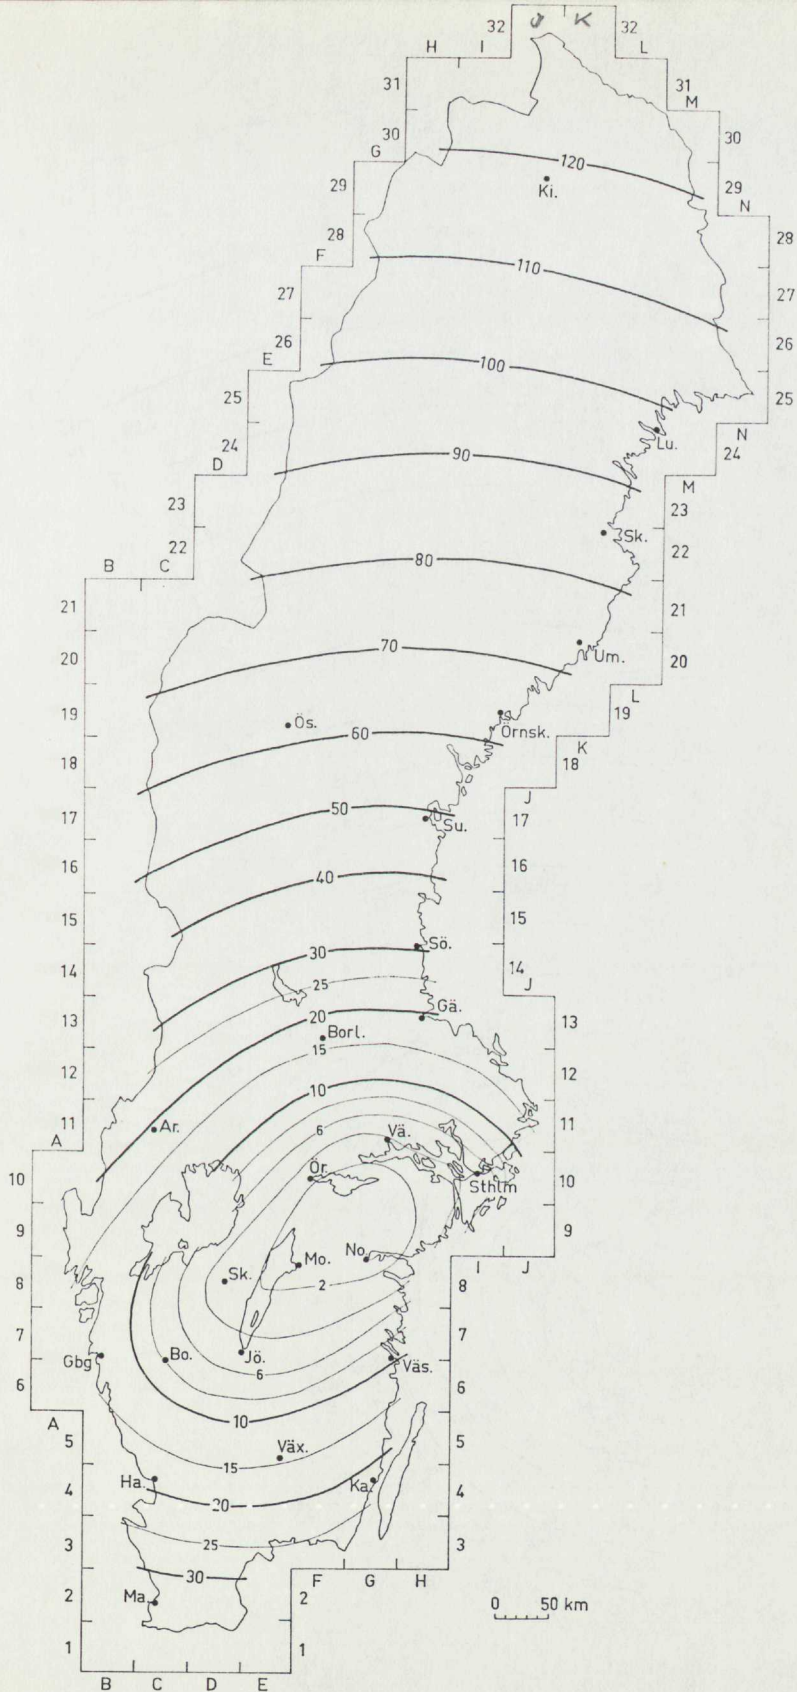 32 J K 32
H I L
31 31
M
30 30
G
120
29 29
Ki. N
28 28
F
110
27 27
26 26
E
100
25 25
Lu. N
24 24
D 90 M
23 23
Sk.
22 22
B C 80
21 21
Um.
20 70 20
L
19 Ös. Örnsk. 19
60 K
18 18
J
50
17 Su. 17
16 16
40
15 15
Sö.
30
14 14
25 J
20 Gä.
13 Borl. 13
15
12 12
10
11 Ar. 6 Vä. 11
A
Ör.
10 Sthlm 10
9 No. 9
Mo. I J
8 Sk. 2 8
7 7
Gbg Bo. Jö. Väs.
6 6 6
A 10
5 Väx. 5
15
Ha. Ka.
4 20 4
3 25 3
30 F G H
2 Ma. 2
0 50 km
1 1
B C D E